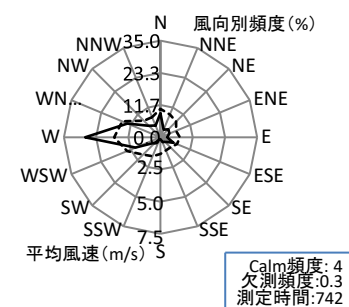 N
35.0
風向別頻度(%)
NNW
NNE
NW
23.3
NE
WN...
11.7
ENE
W
0.0
E
WSW
2.5
ESE
SW
5.0
SE
SSW
SSE
7.5
平均風速(m/s)
S
Calm頻度: 4
欠測頻度:0.3
測定時間:742